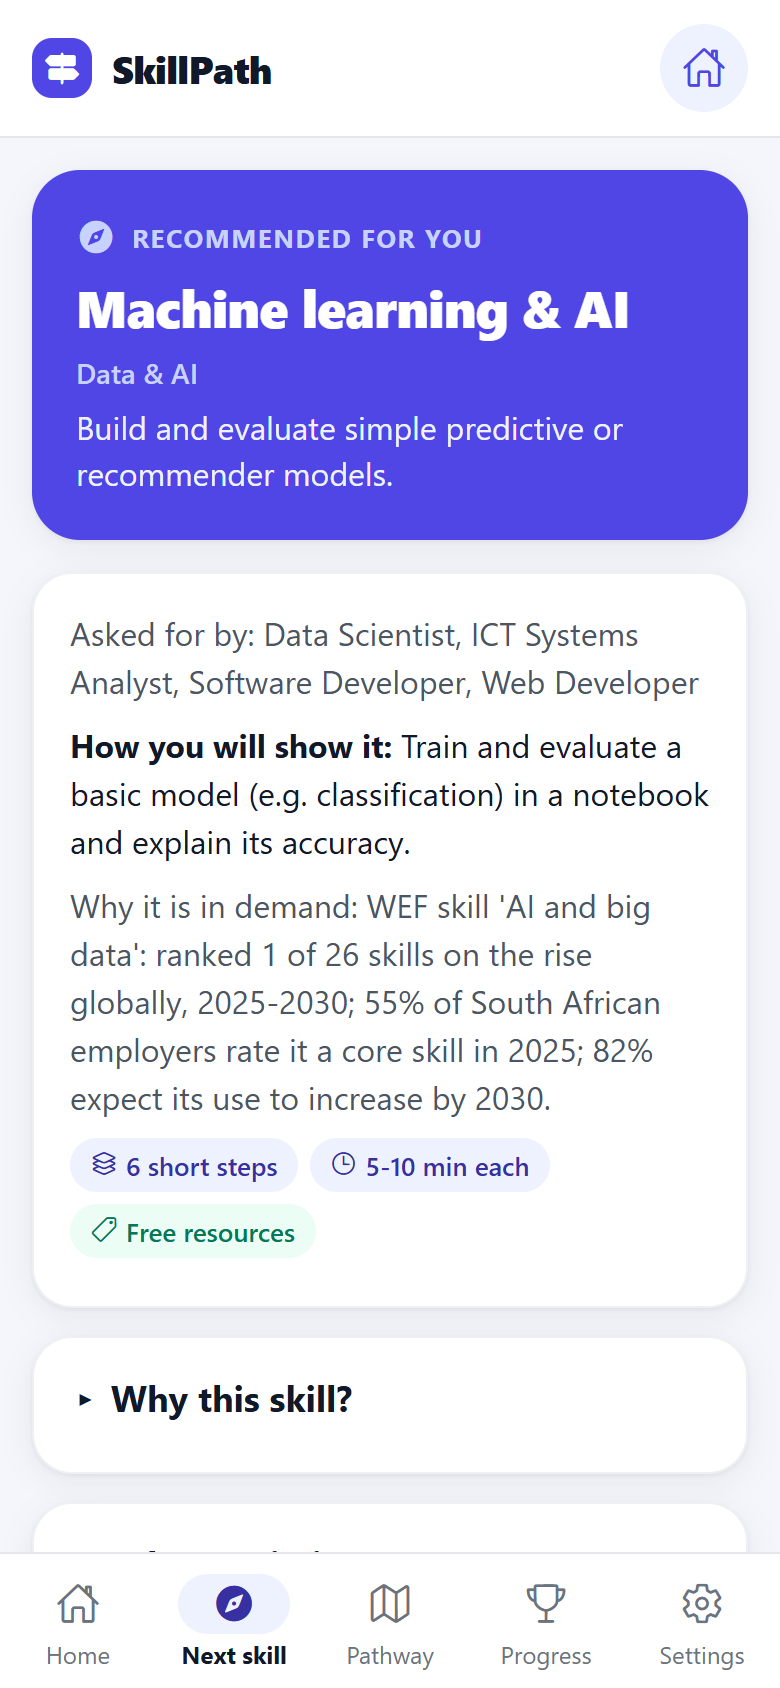 SkillPath
RECOMMENDED FOR YOU
Machine learning & AI
Data & AI
Build and evaluate simple predictive or
recommender models.
Asked for by: Data Scientist, ICT Systems
Analyst, Software Developer, Web Developer
How you will show it: Train and evaluate a
basic model (e.g. classification) in a notebook
and explain its accuracy.
Why it is in demand: WEF skill 'AI and big
data': ranked 1 of 26 skills on the rise
globally, 2025-2030; 55% of South African
employers rate it a core skill in 2025; 82%
expect its use to increase by 2030.
6 short steps
5-10 min each
Free resources
Why this skill?
Home
Next skill
Pathway
Progress
Settings